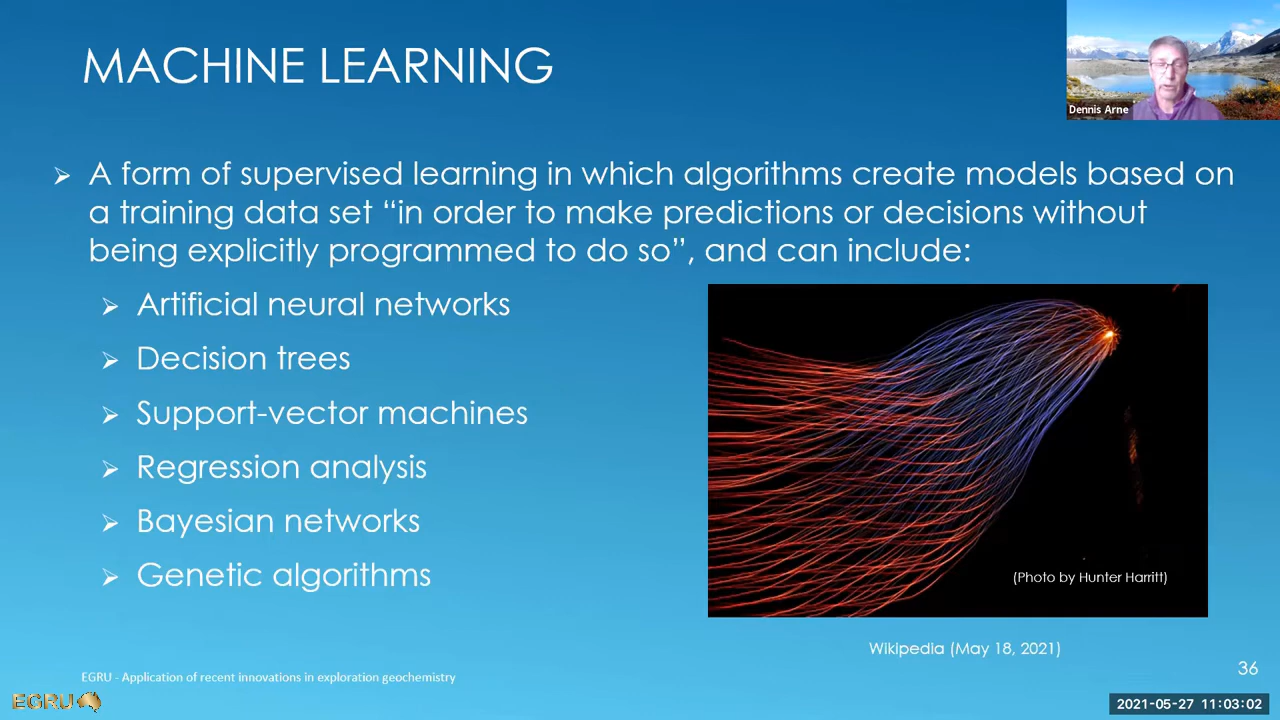 MACHINE LEARNING
Dennis Arne
➢ A form of supervised learning in which algorithms create models based on
a training data set “in order to make predictions or decisions without
being explicitly programmed to do so”, and can include:
➢ Artificial neural networks
➢ Decision trees
➢ Support-vector machines
➢ Regression analysis
➢ Bayesian networks
➢ Genetic algorithms
(Photo by Hunter Harritt)
Wikipedia (May 18, 2021)
EGRU - Application of recent innovations in exploration geochemistry
36
EGRU
2021-05-27 11:03:02